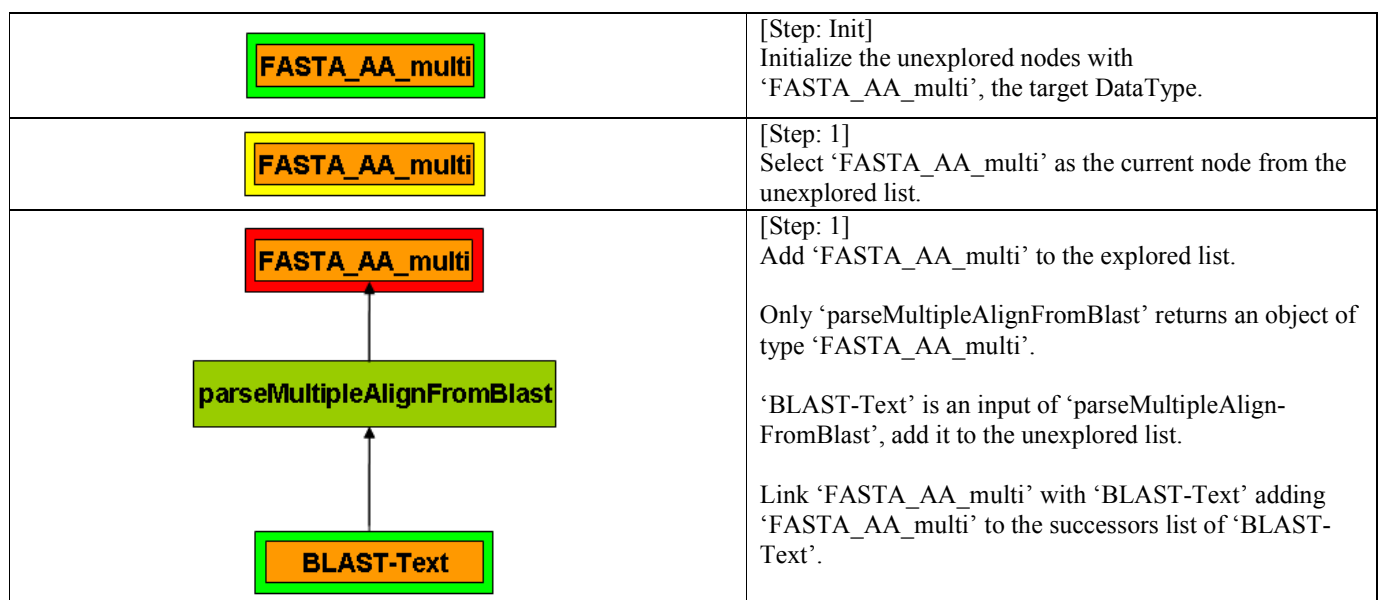 FASTA_AA_multi
[Step: Init]
Initialize the unexplored nodes with
‘FASTA_AA_multi’, the target DataType.
FASTA_AA_multi
[Step: 1]
Select ‘FASTA_AA_multi’ as the current node from the
unexplored list.
FASTA_AA_multi
parseMultipleAlignFromBlast
BLAST-Text
[Step: 1]
Add ‘FASTA_AA_multi’ to the explored list.
Only ‘parseMultipleAlignFromBlast’ returns an object of
type ‘FASTA_AA_multi’.
‘BLAST-Text’ is an input of ‘parseMultipleAlign-
FromBlast’, add it to the unexplored list.
Link ‘FASTA_AA_multi’ with ‘BLAST-Text’ adding
‘FASTA_AA_multi’ to the successors list of ‘BLAST-
Text’.